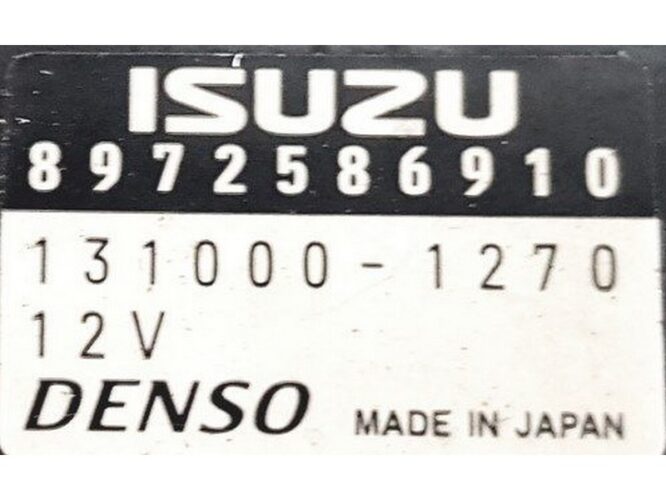 ISUZU
8972586910
131000-1270
12V
DENSO MADE IN JAPAN